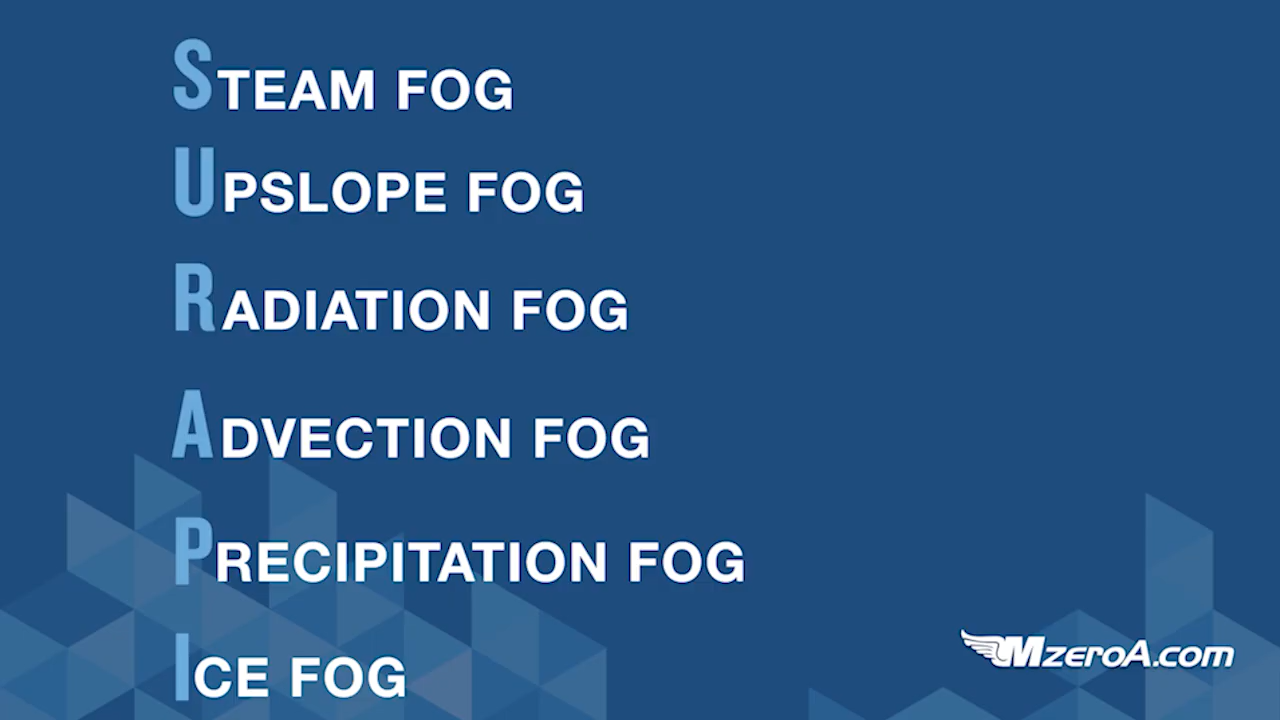 STEAM FOG
UPSLOPE FOG
RADIATION FOG
ADVECTION FOG
PRECIPITATION FOG
ICE FOG
MzeroA.com